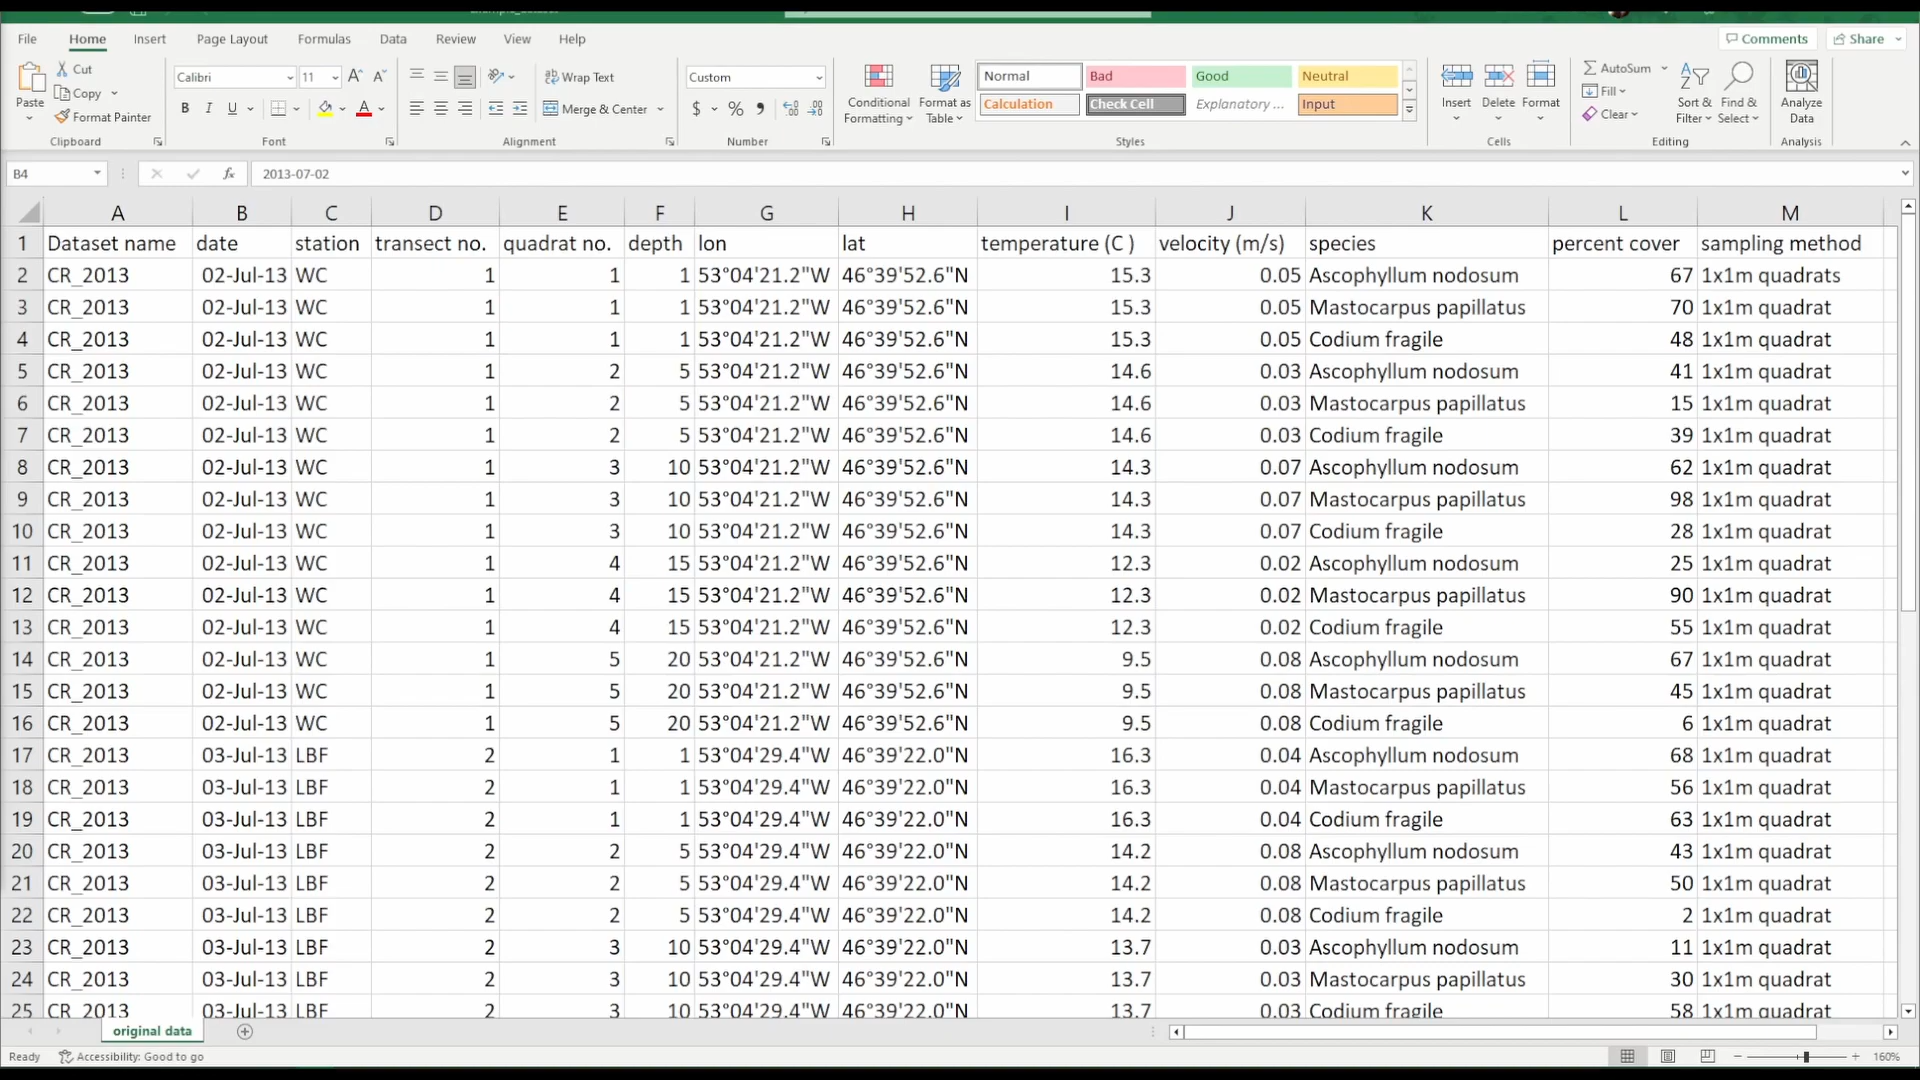 File Home Insert Page Layout Formulas Data Review View Help Comments Share
Paste Cut Copy Format Painter Clipboard
Calibri 11 A^ A˅ B I U A Font
Wrap Text Merge & Center Alignment
Custom $ % Number
Conditional Formatting Format as Table Normal Bad Good Neutral Calculation Check Cell Explanatory ... Input Styles
Insert Delete Format Cells
AutoSum Fill Clear Sort & Filter Find & Select Editing
Analyze Data Analysis
B4 fx 2013-07-02
A B C D E F G H I J K L M
1 Dataset name date station transect no. quadrat no. depth lon lat temperature (C ) velocity (m/s) species percent cover sampling method
2 CR_2013 02-Jul-13 WC 1 1 1 53°04'21.2"W 46°39'52.6"N 15.3 0.05 Ascophyllum nodosum 67 1x1m quadrats
3 CR_2013 02-Jul-13 WC 1 1 1 53°04'21.2"W 46°39'52.6"N 15.3 0.05 Mastocarpus papillatus 70 1x1m quadrat
4 CR_2013 02-Jul-13 WC 1 1 1 53°04'21.2"W 46°39'52.6"N 15.3 0.05 Codium fragile 48 1x1m quadrat
5 CR_2013 02-Jul-13 WC 1 2 5 53°04'21.2"W 46°39'52.6"N 14.6 0.03 Ascophyllum nodosum 41 1x1m quadrat
6 CR_2013 02-Jul-13 WC 1 2 5 53°04'21.2"W 46°39'52.6"N 14.6 0.03 Mastocarpus papillatus 15 1x1m quadrat
7 CR_2013 02-Jul-13 WC 1 2 5 53°04'21.2"W 46°39'52.6"N 14.6 0.03 Codium fragile 39 1x1m quadrat
8 CR_2013 02-Jul-13 WC 1 3 10 53°04'21.2"W 46°39'52.6"N 14.3 0.07 Ascophyllum nodosum 62 1x1m quadrat
9 CR_2013 02-Jul-13 WC 1 3 10 53°04'21.2"W 46°39'52.6"N 14.3 0.07 Mastocarpus papillatus 98 1x1m quadrat
10 CR_2013 02-Jul-13 WC 1 3 10 53°04'21.2"W 46°39'52.6"N 14.3 0.07 Codium fragile 28 1x1m quadrat
11 CR_2013 02-Jul-13 WC 1 4 15 53°04'21.2"W 46°39'52.6"N 12.3 0.02 Ascophyllum nodosum 25 1x1m quadrat
12 CR_2013 02-Jul-13 WC 1 4 15 53°04'21.2"W 46°39'52.6"N 12.3 0.02 Mastocarpus papillatus 90 1x1m quadrat
13 CR_2013 02-Jul-13 WC 1 4 15 53°04'21.2"W 46°39'52.6"N 12.3 0.02 Codium fragile 55 1x1m quadrat
14 CR_2013 02-Jul-13 WC 1 5 20 53°04'21.2"W 46°39'52.6"N 9.5 0.08 Ascophyllum nodosum 67 1x1m quadrat
15 CR_2013 02-Jul-13 WC 1 5 20 53°04'21.2"W 46°39'52.6"N 9.5 0.08 Mastocarpus papillatus 45 1x1m quadrat
16 CR_2013 02-Jul-13 WC 1 5 20 53°04'21.2"W 46°39'52.6"N 9.5 0.08 Codium fragile 6 1x1m quadrat
17 CR_2013 03-Jul-13 LBF 2 1 1 53°04'29.4"W 46°39'22.0"N 16.3 0.04 Ascophyllum nodosum 68 1x1m quadrat
18 CR_2013 03-Jul-13 LBF 2 1 1 53°04'29.4"W 46°39'22.0"N 16.3 0.04 Mastocarpus papillatus 56 1x1m quadrat
19 CR_2013 03-Jul-13 LBF 2 1 1 53°04'29.4"W 46°39'22.0"N 16.3 0.04 Codium fragile 63 1x1m quadrat
20 CR_2013 03-Jul-13 LBF 2 2 5 53°04'29.4"W 46°39'22.0"N 14.2 0.08 Ascophyllum nodosum 43 1x1m quadrat
21 CR_2013 03-Jul-13 LBF 2 2 5 53°04'29.4"W 46°39'22.0"N 14.2 0.08 Mastocarpus papillatus 50 1x1m quadrat
22 CR_2013 03-Jul-13 LBF 2 2 5 53°04'29.4"W 46°39'22.0"N 14.2 0.08 Codium fragile 2 1x1m quadrat
23 CR_2013 03-Jul-13 LBF 2 3 10 53°04'29.4"W 46°39'22.0"N 13.7 0.03 Ascophyllum nodosum 11 1x1m quadrat
24 CR_2013 03-Jul-13 LBF 2 3 10 53°04'29.4"W 46°39'22.0"N 13.7 0.03 Mastocarpus papillatus 30 1x1m quadrat
25 CR_2013 03-Jul-13 LBF 2 3 10 53°04'29.4"W 46°39'22.0"N 13.7 0.03 Codium fragile 58 1x1m quadrat
original data
Ready Accessibility: Good to go 160%